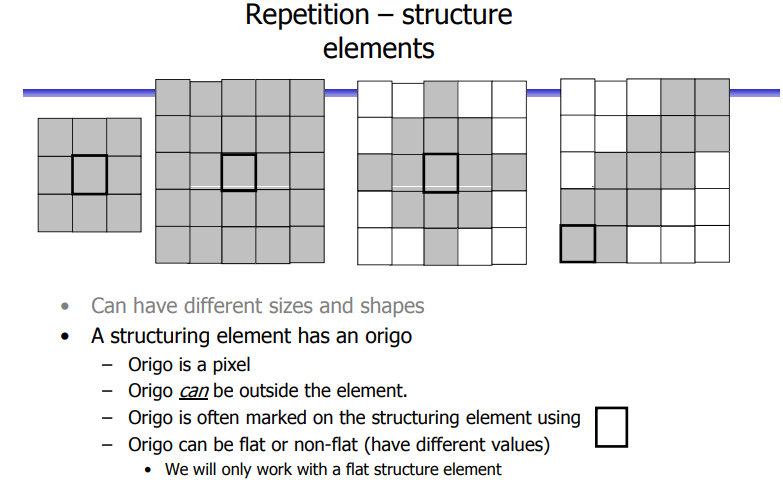 Repetition – structure
elements
• Can have different sizes and shapes
• A structuring element has an origo
– Origo is a pixel
– Origo can be outside the element.
– Origo is often marked on the structuring element using
– Origo can be flat or non-flat (have different values)
• We will only work with a flat structure element